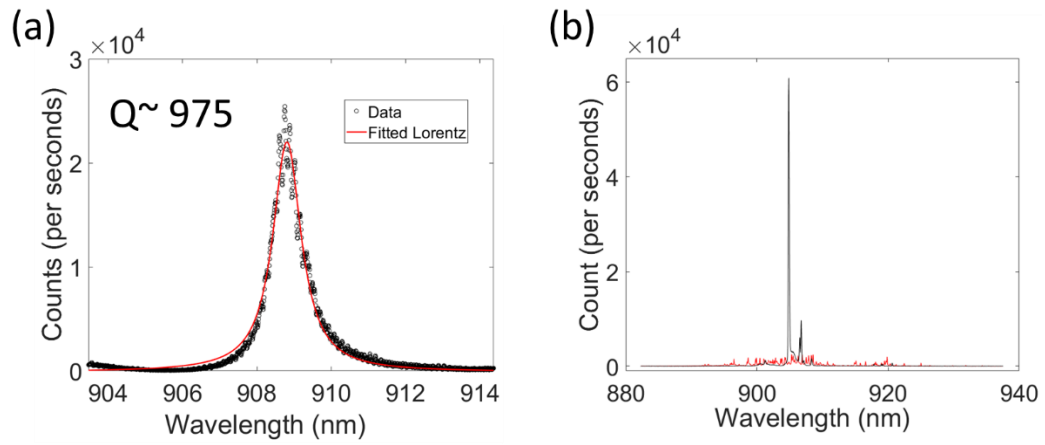 (a)
×10⁴
3
2
1
0
Counts (per seconds)
Q~ 975
Data
Fitted Lorentz
904 906 908 910 912 914
Wavelength (nm)
(b)
×10⁴
6
4
2
0
Count (per seconds)
880 900 920 940
Wavelength (nm)